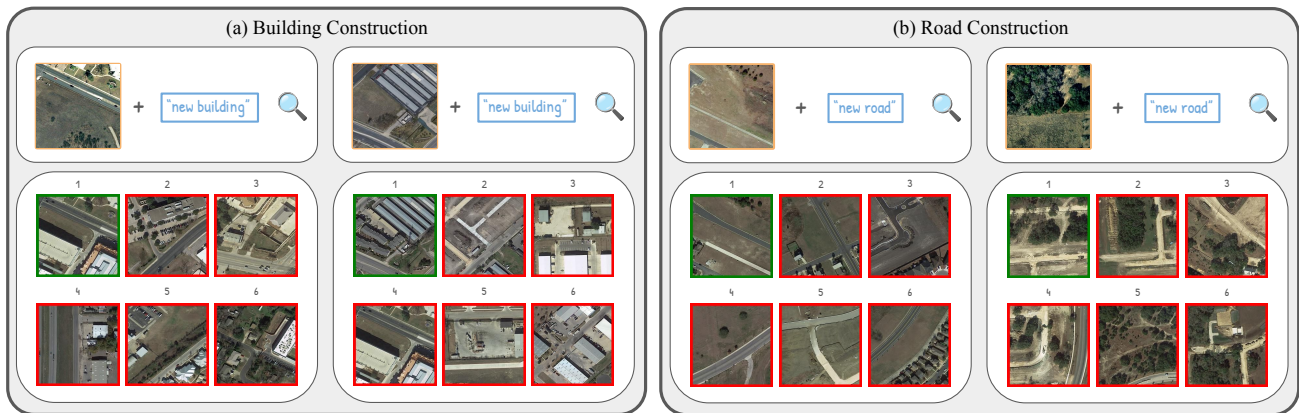 (a) Building Construction
+ "new building"
+ "new building"
1 2 3
4 5 6
1 2 3
4 5 6
(b) Road Construction
+ "new road"
+ "new road"
1 2 3
4 5 6
1 2 3
4 5 6